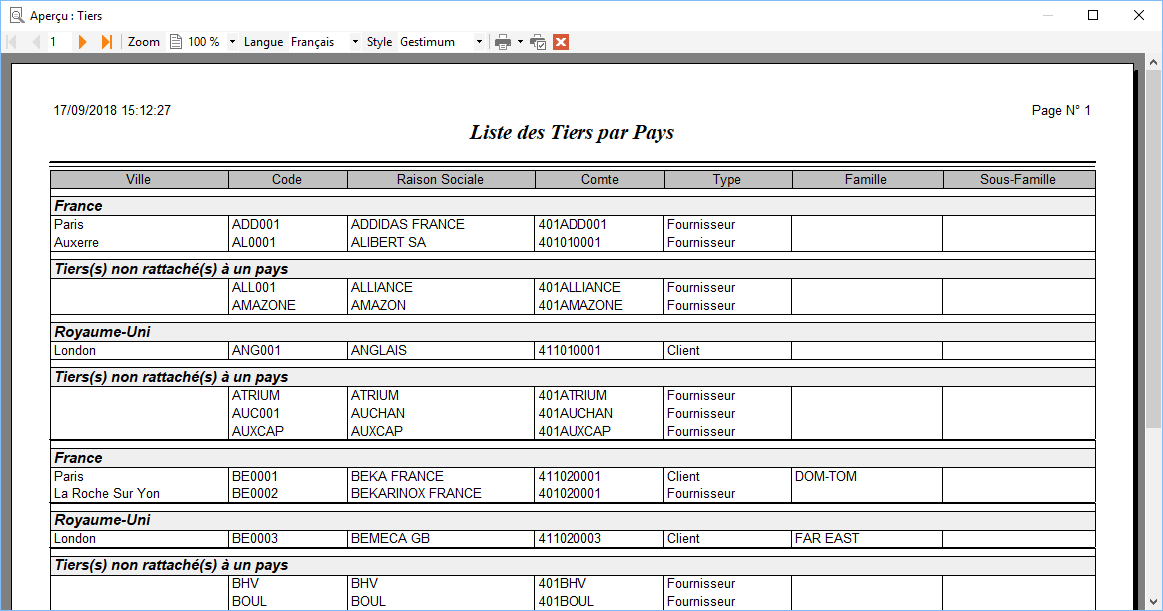 Aperçu : Tiers
1 Zoom 100 % Langue Français Style Gestimum
17/09/2018 15:12:27 Page N° 1
Liste des Tiers par Pays
Ville Code Raison Sociale Comte Type Famille Sous-Famille
France
Paris ADD001 ADDIDAS FRANCE 401ADD001 Fournisseur
Auxerre AL0001 ALIBERT SA 401010001 Fournisseur
Tiers(s) non rattaché(s) à un pays
ALL001 ALLIANCE 401ALLIANCE Fournisseur
AMAZONE AMAZON 401AMAZONE Fournisseur
Royaume-Uni
London ANG001 ANGLAIS 411010001 Client
Tiers(s) non rattaché(s) à un pays
ATRIUM ATRIUM 401ATRIUM Fournisseur
AUC001 AUCHAN 401AUCHAN Fournisseur
AUXCAP AUXCAP 401AUXCAP Fournisseur
France
Paris BE0001 BEKA FRANCE 411020001 Client DOM-TOM
La Roche Sur Yon BE0002 BEKARINOX FRANCE 401020001 Fournisseur
Royaume-Uni
London BE0003 BEMECA GB 411020003 Client FAR EAST
Tiers(s) non rattaché(s) à un pays
BHV BHV 401BHV Fournisseur
BOUL BOUL 401BOUL Fournisseur